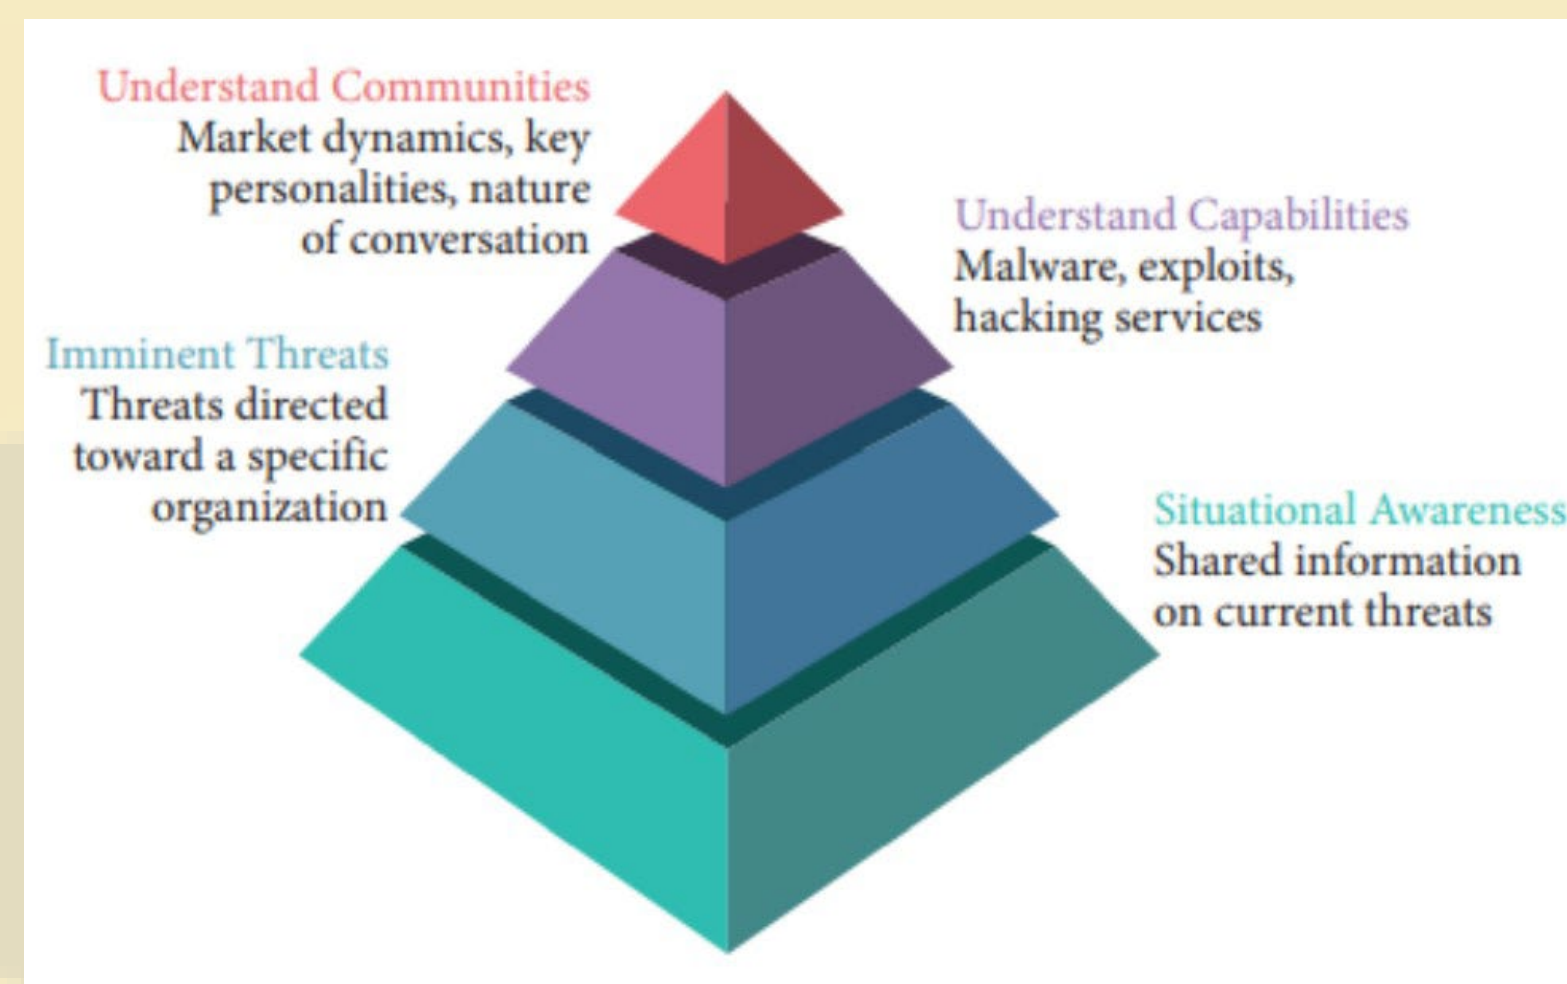 Understand Communities
Market dynamics, key
personalities, nature
of conversation
Understand Capabilities
Malware, exploits,
hacking services
Imminent Threats
Threats directed
toward a specific
organization
Situational Awareness
Shared information
on current threats